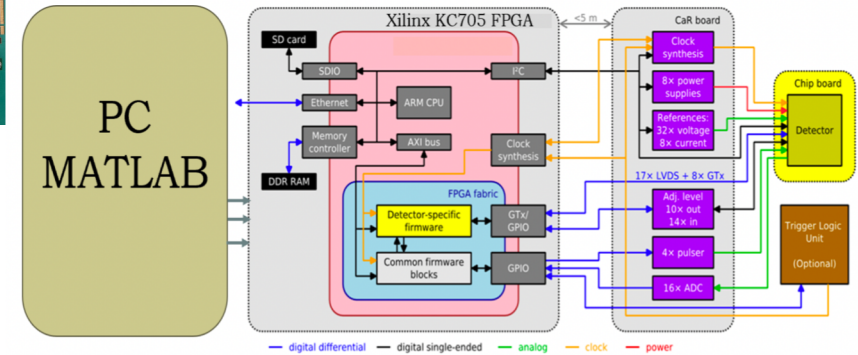 PC
MATLAB
Xilinx KC705 FPGA
SD card
SDIO
I²C
Ethernet
ARM CPU
Memory
controller
AXI bus
Clock
synthesis
DDR RAM
FPGA fabric
Detector-specific
firmware
GTx/
GPIO
Common firmware
blocks
GPIO
<5 m
CaR board
Clock
synthesis
8× power
supplies
References:
32× voltage
8× current
17× LVDS + 8× GTx
Adj. level
10× out
14× in
4× pulser
16× ADC
Chip board
Detector
Trigger Logic
Unit
(Optional)
digital differential
digital single-ended
analog
clock
power